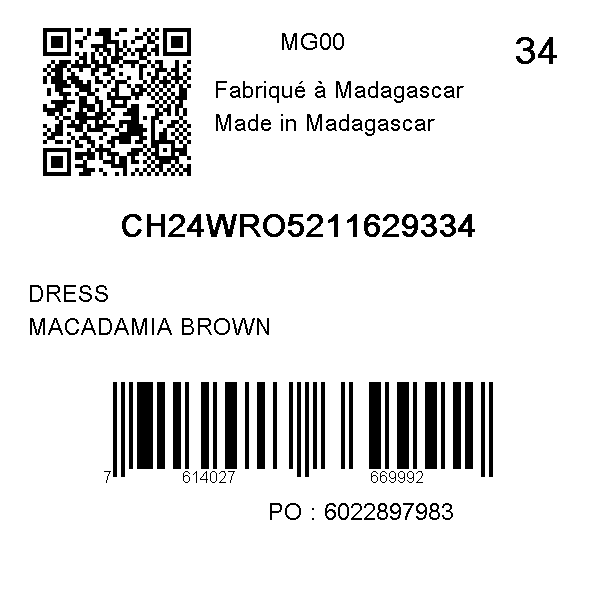 MG00
34
Fabriqué à Madagascar
Made in Madagascar
CH24WRO5211629334
DRESS
MACADAMIA BROWN
7 614027 669992
PO : 6022897983